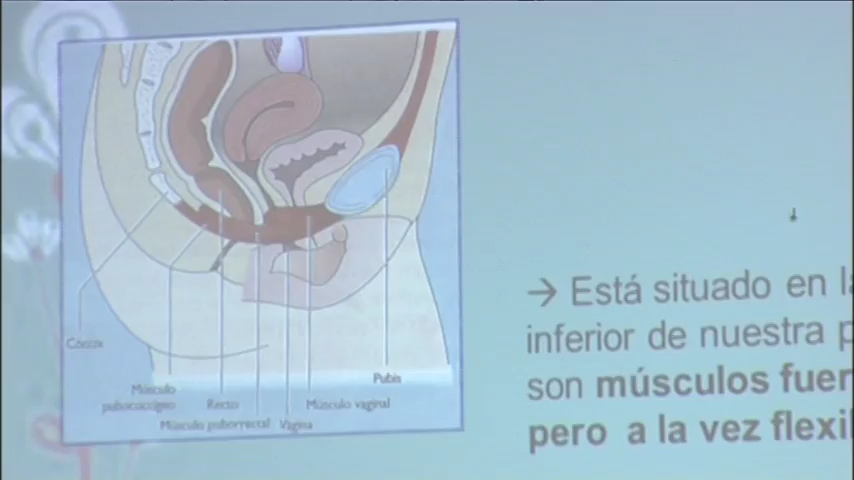 Cóccix
Pubis
Músculo
pubococcígeo
Recto
Músculo vaginal
Músculo puborrectal
Vagina
→ Está situado en
inferior de nuestra
son músculos
pero a la vez